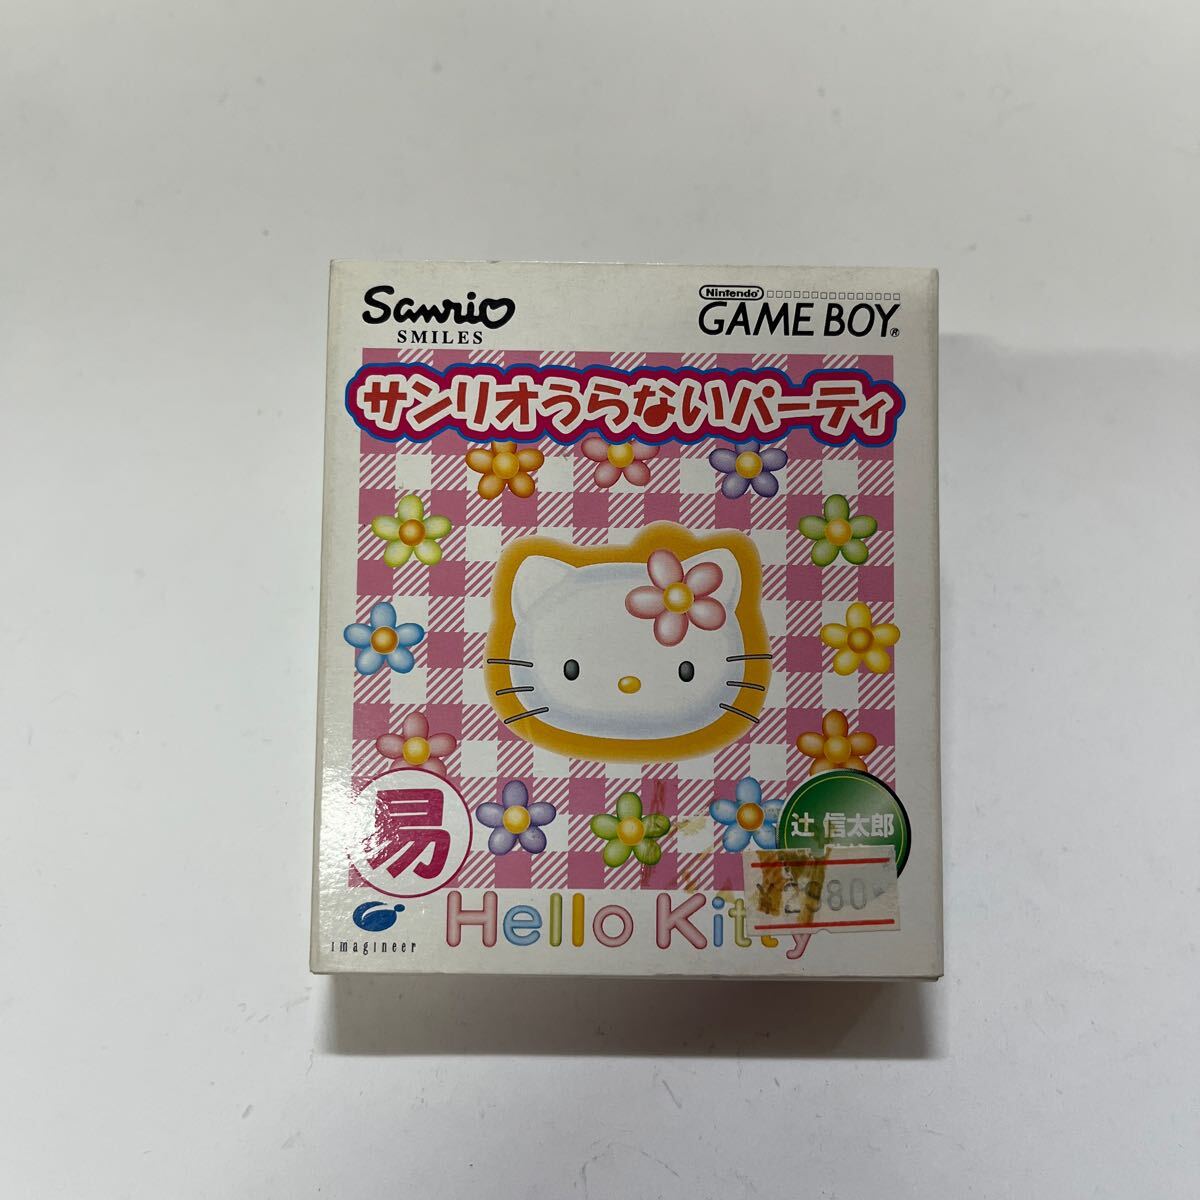 Sanrio
SMILES
Nintendo
GAME BOY®
サンリオうらないパーティ
易
辻 信太郎
¥2980
imagineer
Hello Kitty